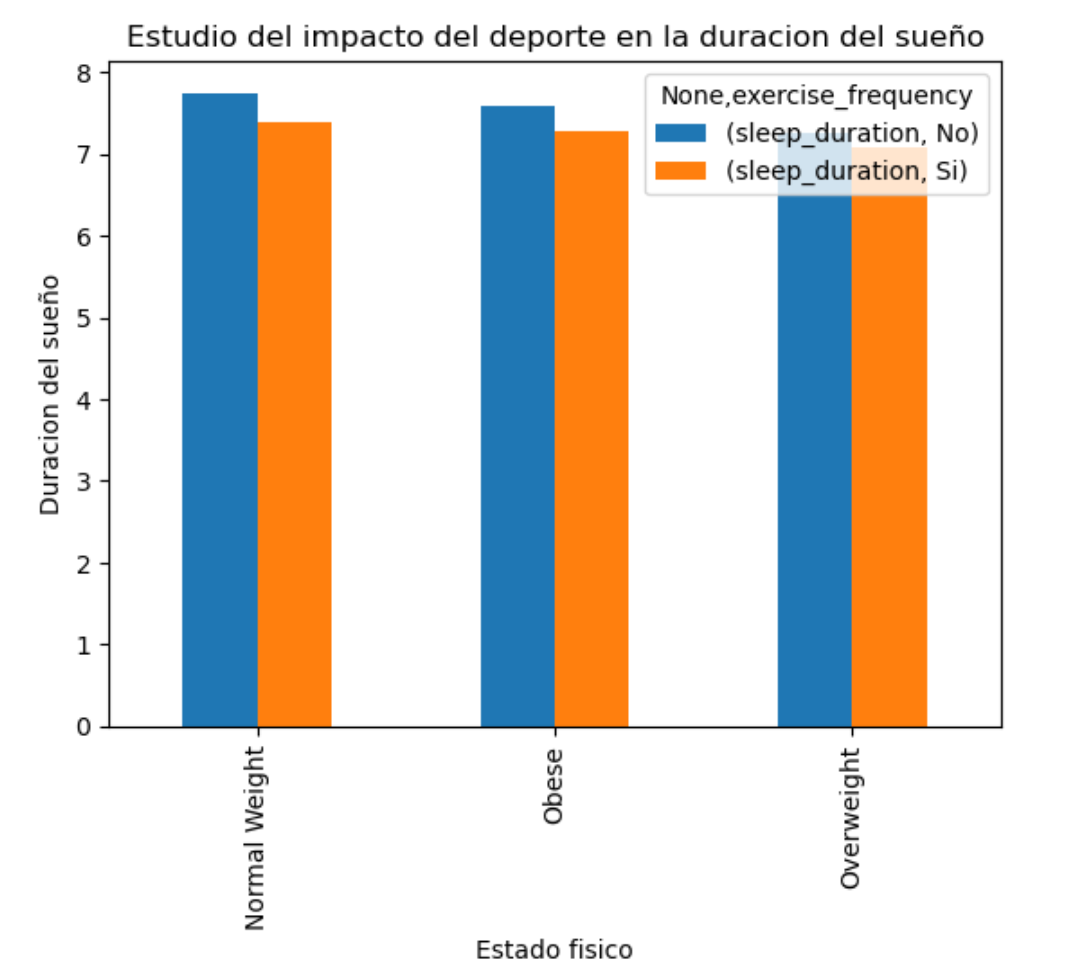 Estudio del impacto del deporte en la duracion del sueño
None,exercise_frequency
(sleep_duration, No)
(sleep_duration, Si)
8
7
6
5
4
3
2
1
0
Duracion del sueño
Normal Weight
Obese
Overweight
Estado fisico